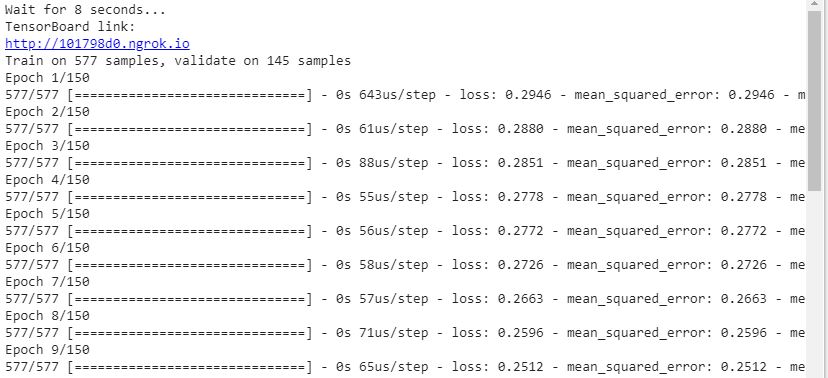 Wait for 8 seconds...
TensorBoard link:
http://101798d0.ngrok.io
Train on 577 samples, validate on 145 samples
Epoch 1/150
577/577 [==============================] - 0s 643us/step - loss: 0.2946 - mean_squared_error: 0.2946 - m
Epoch 2/150
577/577 [==============================] - 0s 61us/step - loss: 0.2880 - mean_squared_error: 0.2880 - me
Epoch 3/150
577/577 [==============================] - 0s 88us/step - loss: 0.2851 - mean_squared_error: 0.2851 - me
Epoch 4/150
577/577 [==============================] - 0s 55us/step - loss: 0.2778 - mean_squared_error: 0.2778 - me
Epoch 5/150
577/577 [==============================] - 0s 56us/step - loss: 0.2772 - mean_squared_error: 0.2772 - me
Epoch 6/150
577/577 [==============================] - 0s 58us/step - loss: 0.2726 - mean_squared_error: 0.2726 - me
Epoch 7/150
577/577 [==============================] - 0s 57us/step - loss: 0.2663 - mean_squared_error: 0.2663 - me
Epoch 8/150
577/577 [==============================] - 0s 71us/step - loss: 0.2596 - mean_squared_error: 0.2596 - me
Epoch 9/150
577/577 [==============================] - 0s 65us/step - loss: 0.2512 - mean_squared_error: 0.2512 - me